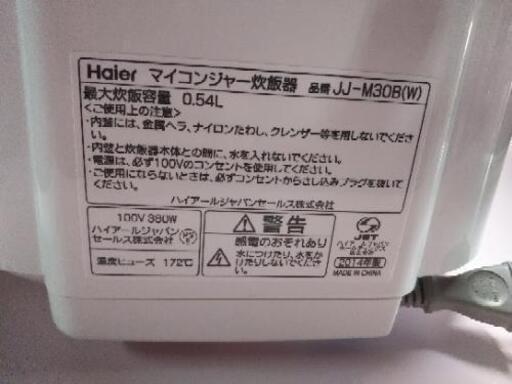 Haier マイコンジャー炊飯器 品番 JJ-M30B(W)
最大炊飯容量 0.54L
<ご使用上の注意>
・内釜には、金属ヘラ、ナイロンたわし、クレンザー等を用しないでください。
・内釜と炊飯器本体との間に、水を入れないでください。
・電源は、必ず100Vのコンセントを使用してください。
・ご使用にならないときは、必ずコンセントからさし込みプラグを抜いてください。
ハイアールジャパンセールス株式会社
100V 380W
ハイアールジャパン
セールス株式会社
温度ヒューズ 172℃
警告
感電のおそれあり
水につけたり、水をか
けたりしないでくださ
い。
JET
2014年製
MADE IN CHINA